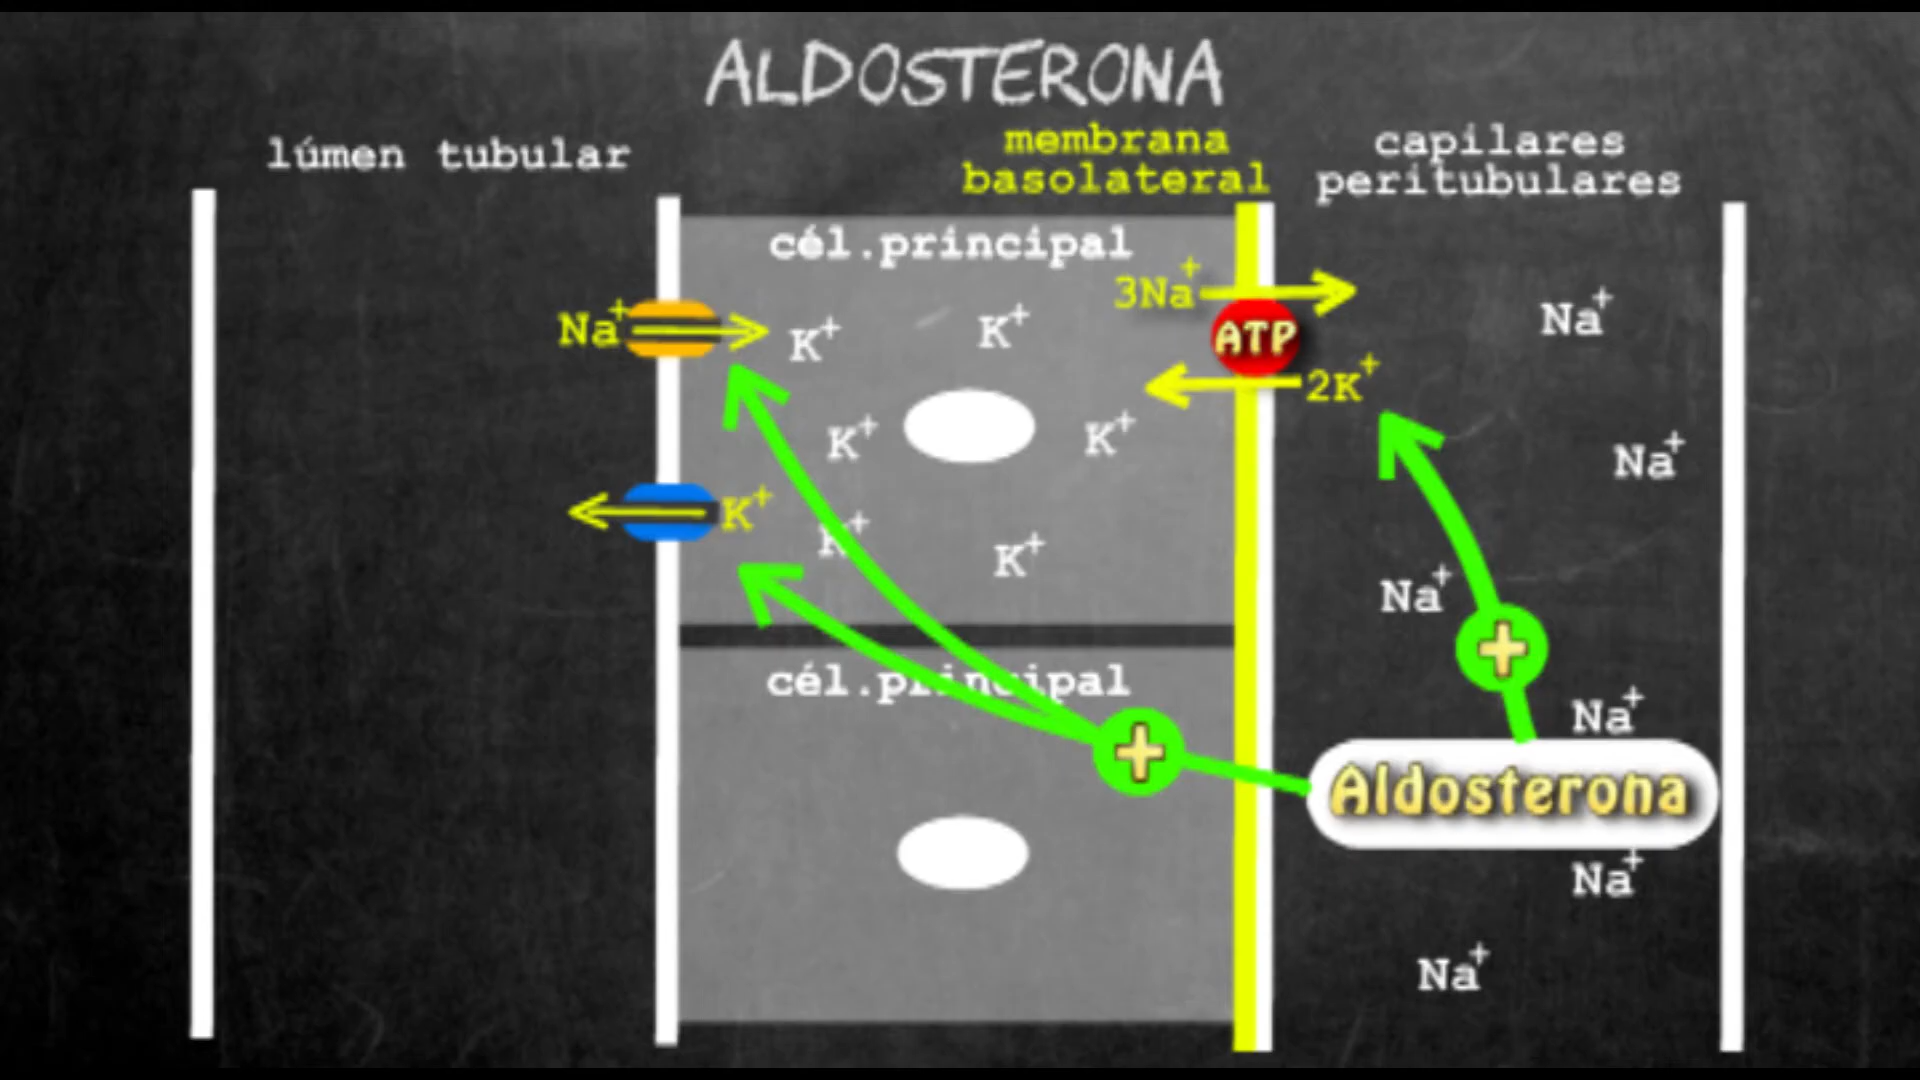 ALDOSTERONA
lúmen tubular
membrana
basolateral
capilares
peritubulares
cél.principal
3Na+
Na+
Na+
K+
K+
ATP
2K+
K+
K+
Na+
K+
K+
K+
Na+
cél.principal
Na+
Aldosterona
Na+
Na+